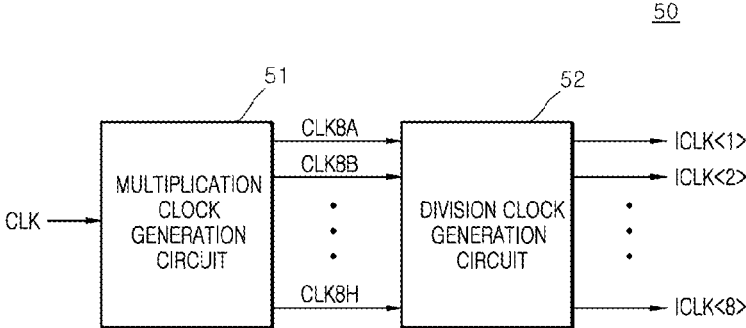 50
51
52
CLK
MULTIPLICATION
CLOCK
GENERATION
CIRCUIT
CLK8A
CLK8B
CLK8H
DIVISION CLOCK
GENERATION
CIRCUIT
ICLK<1>
ICLK<2>
ICLK<8>